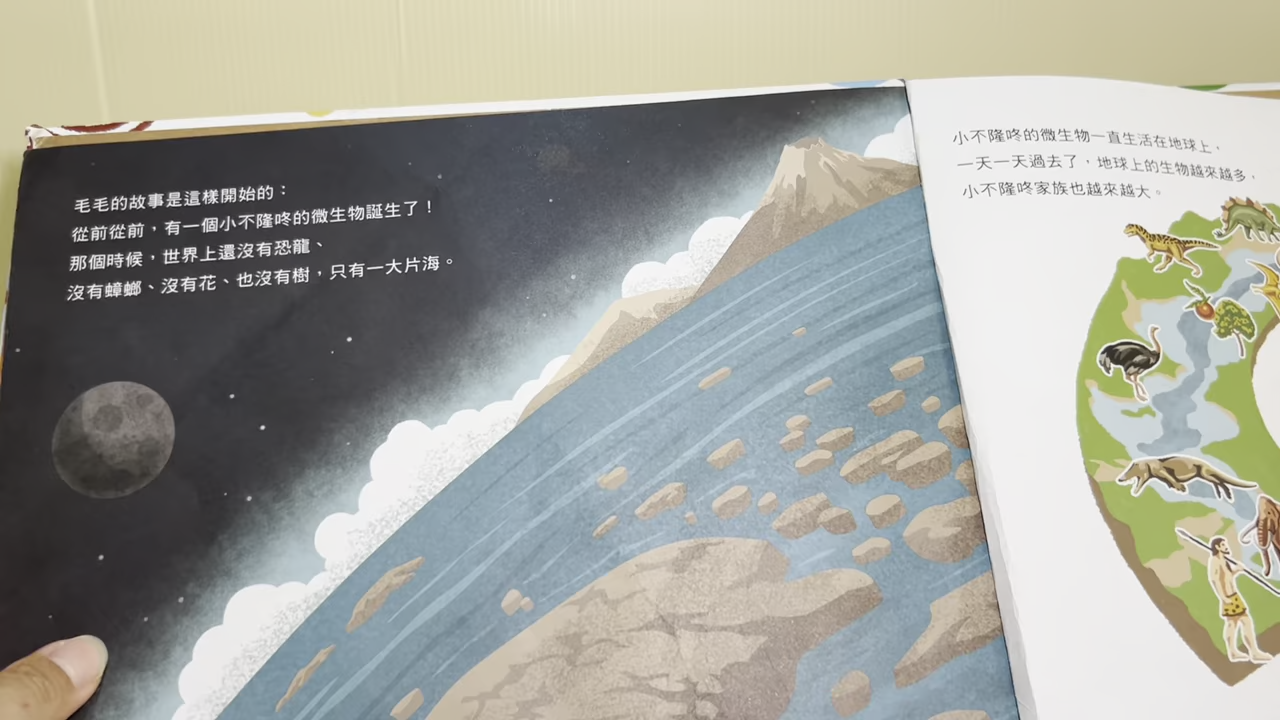 毛毛的故事是這樣開始的：
從前從前，有一個小不隆咚的微生物誕生了！
那個時候，世界上還沒有恐龍、
沒有蟑螂、沒有花、也沒有樹，只有一大片海。
小不隆咚的微生物一直生活在地球上，
一天一天過去了，地球上的生物越來越多，
小不隆咚家族也越來越大。